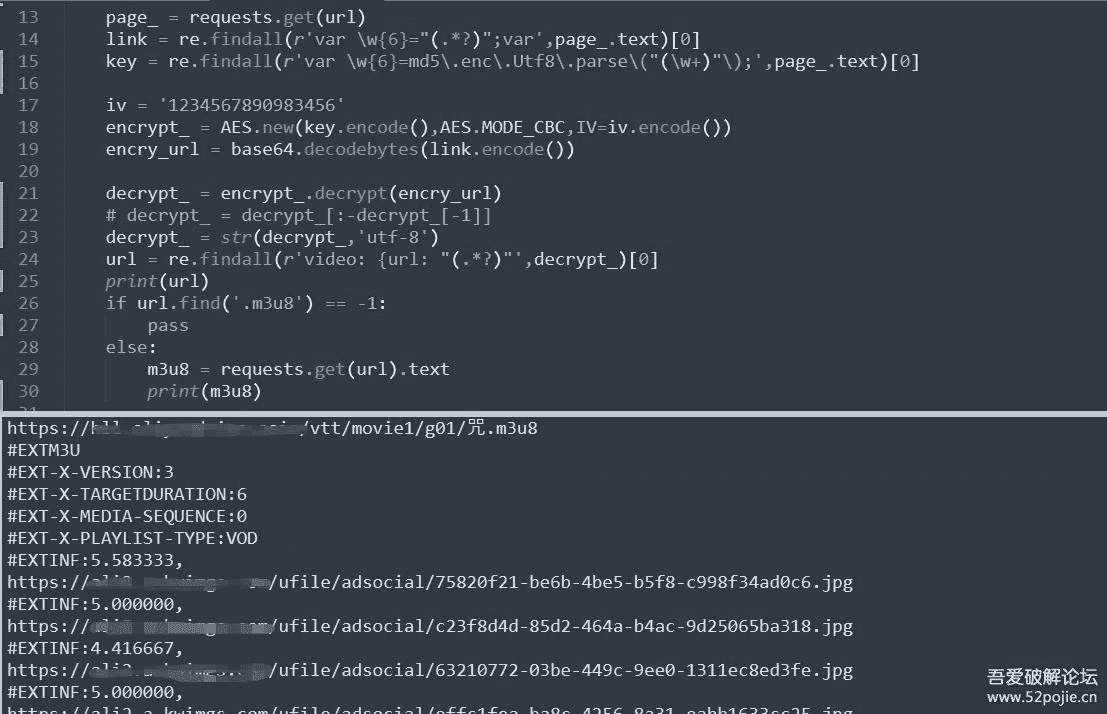 13 page_ = requests.get(url)
14 link = re.findall(r'var \w{6}="(.*?)";var',page_.text)[0]
15 key = re.findall(r'var \w{6}=md5\.enc\.Utf8\.parse\("(\w+)"\);',page_.text)[0]
16
17 iv = '1234567890983456'
18 encrypt_ = AES.new(key.encode(),AES.MODE_CBC,IV=iv.encode())
19 encry_url = base64.decodebytes(link.encode())
20
21 decrypt_ = encrypt_.decrypt(encry_url)
22 # decrypt_ = decrypt_[:-decrypt_[-1]]
23 decrypt_ = str(decrypt_,'utf-8')
24 url = re.findall(r'video: {url: "(.*?)"',decrypt_)[0]
25 print(url)
26 if url.find('.m3u8') == -1:
27 pass
28 else:
29 m3u8 = requests.get(url).text
30 print(m3u8)
https:// /vtt/movie1/g01/咒.m3u8
#EXTM3U
#EXT-X-VERSION:3
#EXT-X-TARGETDURATION:6
#EXT-X-MEDIA-SEQUENCE:0
#EXT-X-PLAYLIST-TYPE:VOD
#EXTINF:5.583333,
https:// /ufile/adsocial/75820f21-be6b-4be5-b5f8-c998f34ad0c6.jpg
#EXTINF:5.000000,
https:// /ufile/adsocial/c23f8d4d-85d2-464a-b4ac-9d25065ba318.jpg
#EXTINF:4.416667,
https:// /ufile/adsocial/63210772-03be-449c-9ee0-1311ec8ed3fe.jpg
#EXTINF:5.000000,
吾爱破解论坛
www.52pojie.cn